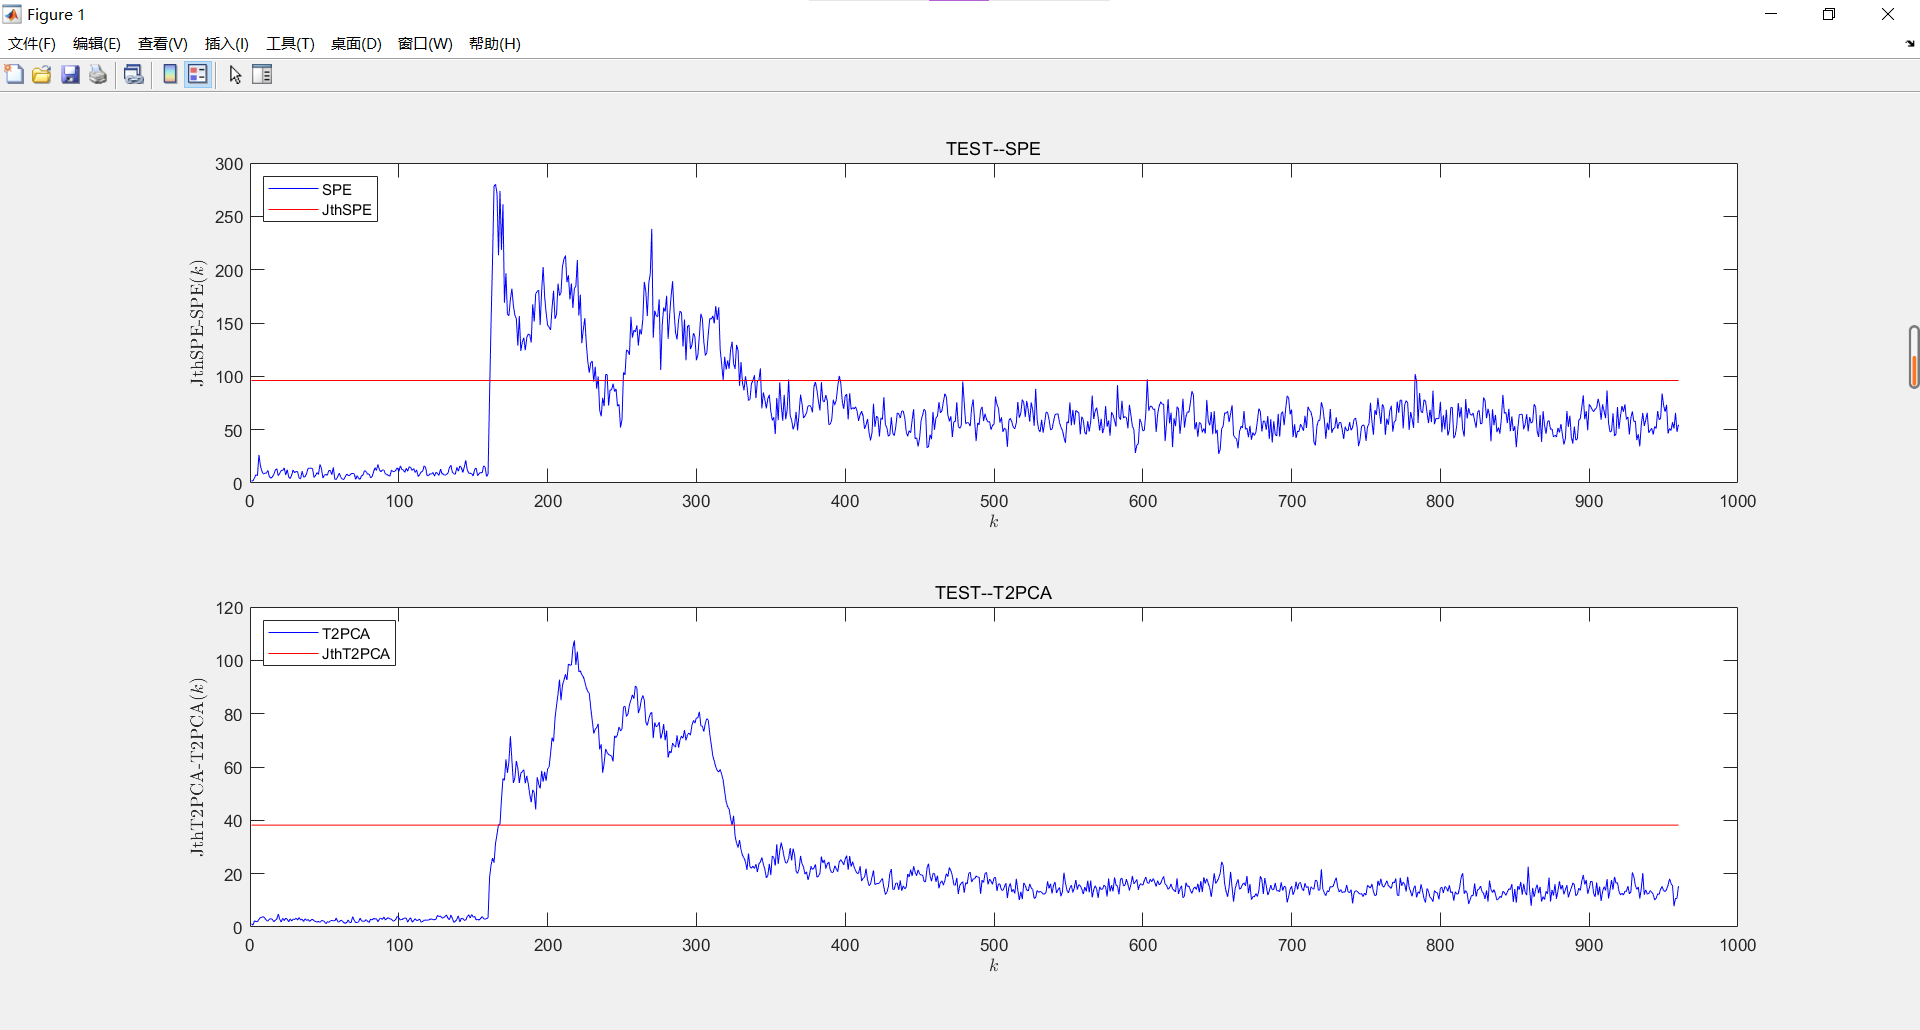 Figure 1
文件(F) 编辑(E) 查看(V) 插入(I) 工具(T) 桌面(D) 窗口(W) 帮助(H)
TEST--SPE
SPE
JthSPE
JthSPE-SPE(k)
300
250
200
150
100
50
0
0 100 200 300 400 500 600 700 800 900 1000
k
TEST--T2PCA
T2PCA
JthT2PCA
JthT2PCA-T2PCA(k)
120
100
80
60
40
20
0
0 100 200 300 400 500 600 700 800 900 1000
k